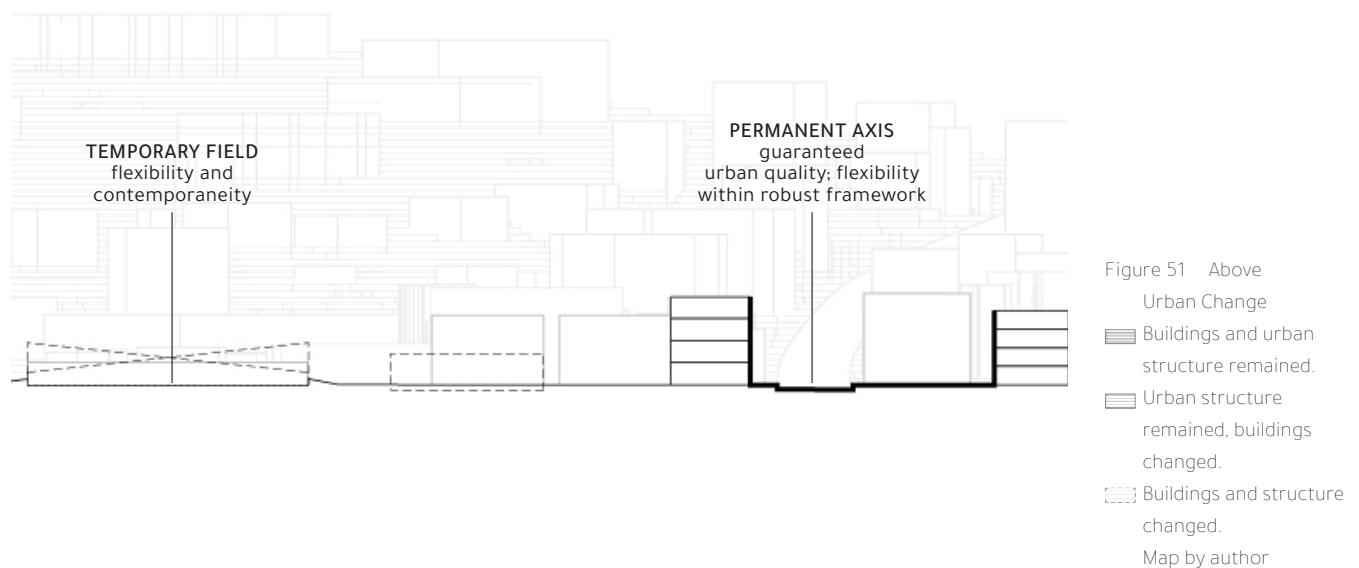 TEMPORARY FIELD
flexibility and
contemporaneity
PERMANENT AXIS
guaranteed
urban quality; flexibility
within robust framework
Figure 51 Above
Urban Change
Buildings and urban
structure remained.
Urban structure
remained, buildings
changed.
Buildings and structure
changed.
Map by author